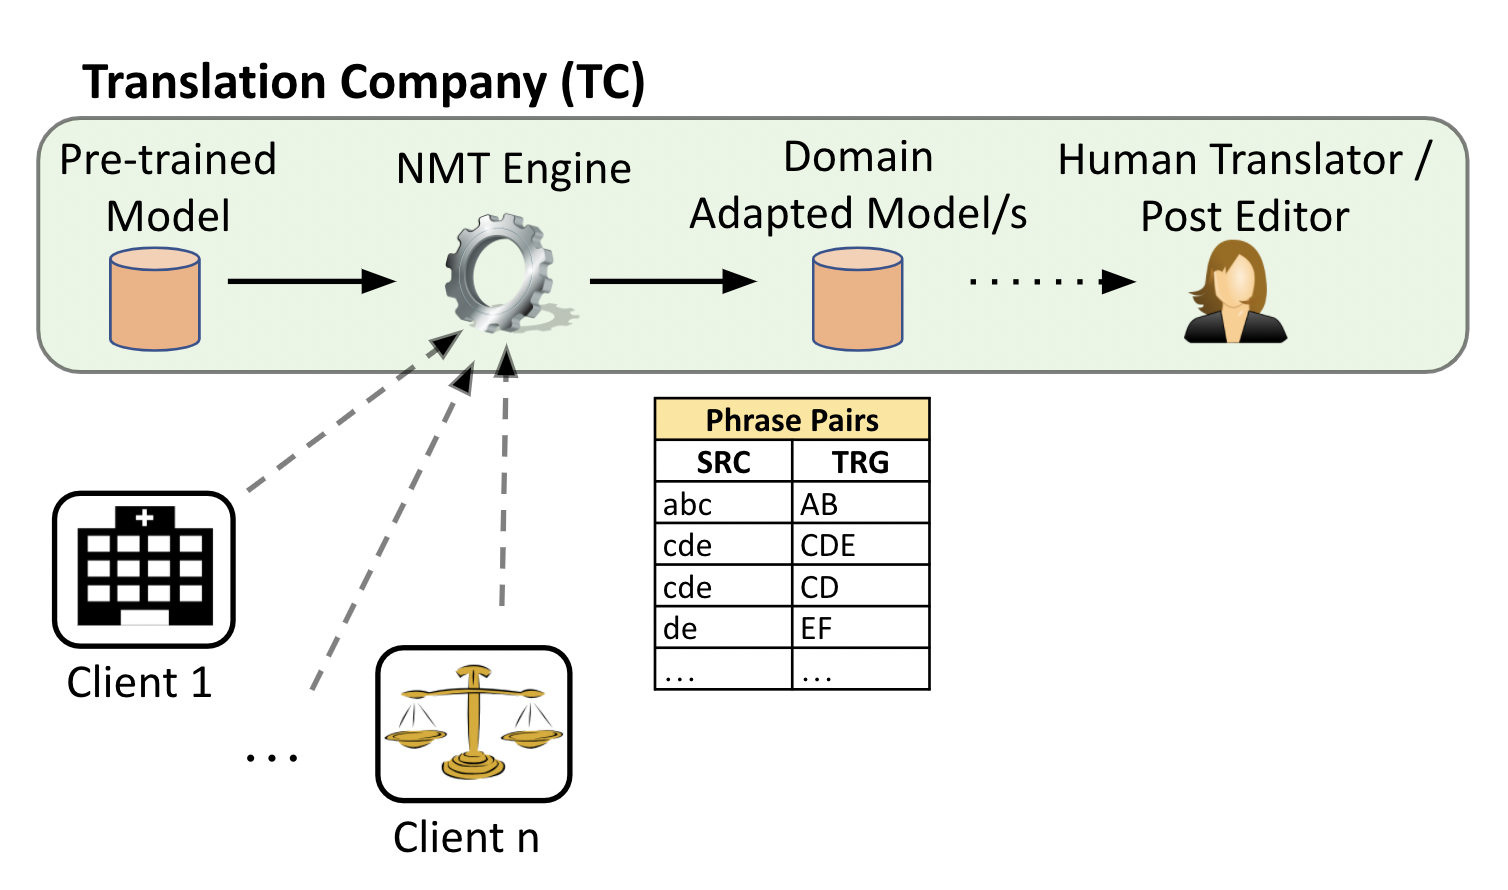 Translation Company (TC)
Pre-trained
Model
NMT Engine
Domain
Adapted Model/s
Human Translator /
Post Editor
Phrase Pairs
SRC TRG
abc AB
cde CDE
cde CD
de EF
... ...
Client 1
...
Client n